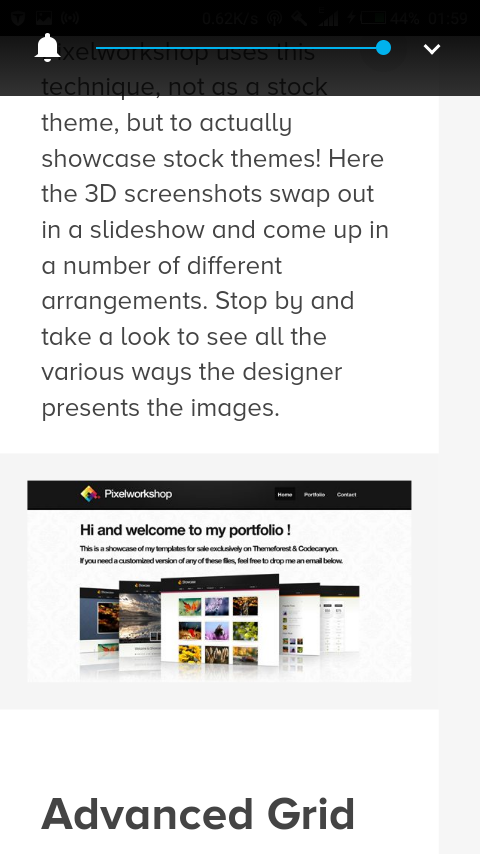 0.62K/s 44% 01:59
Pixelworkshop uses this
technique, not as a stock
theme, but to actually
showcase stock themes! Here
the 3D screenshots swap out
in a slideshow and come up in
a number of different
arrangements. Stop by and
take a look to see all the
various ways the designer
presents the images.
Pixelworkshop Home Portfolio Contact
Hi and welcome to my portfolio !
This is a showcase of my templates for sale exclusively on Themeforest & Codecanyon.
If you need a customized version of any of these files, feel free to drop me an email below.
Advanced Grid